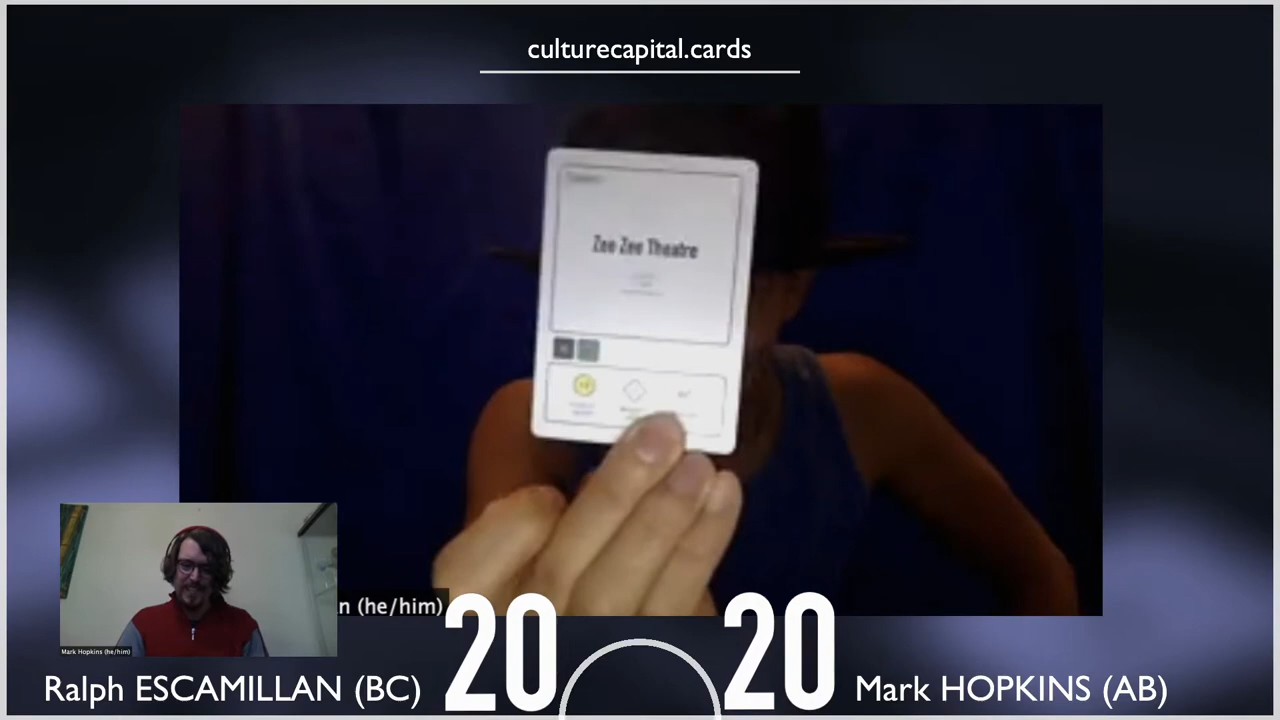 culturecapital.cards
Zee Zee Theatre
n (he/him)
Mark Hopkins (he/him)
20 20
Ralph ESCAMILLAN (BC)
Mark HOPKINS (AB)